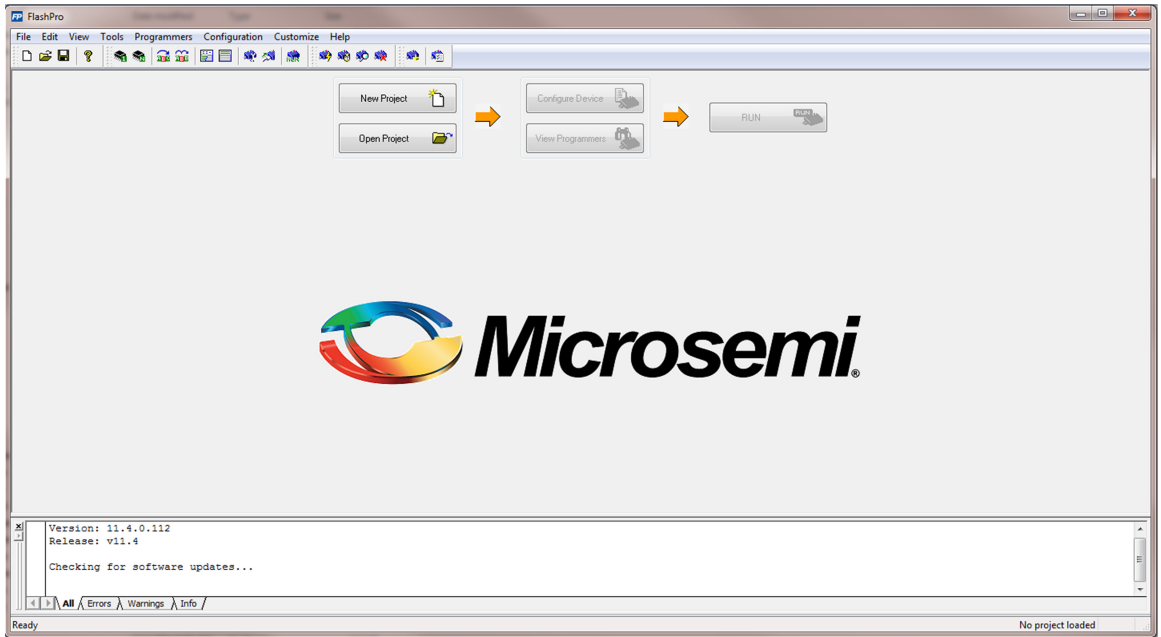 FlashPro
File Edit View Tools Programmers Configuration Customize Help
New Project
Configure Device
RUN
RUN
Open Project
View Programmers
Microsemi®
Version: 11.4.0.112
Release: v11.4
Checking for software updates...
All Errors Warnings Info
Ready
No project loaded